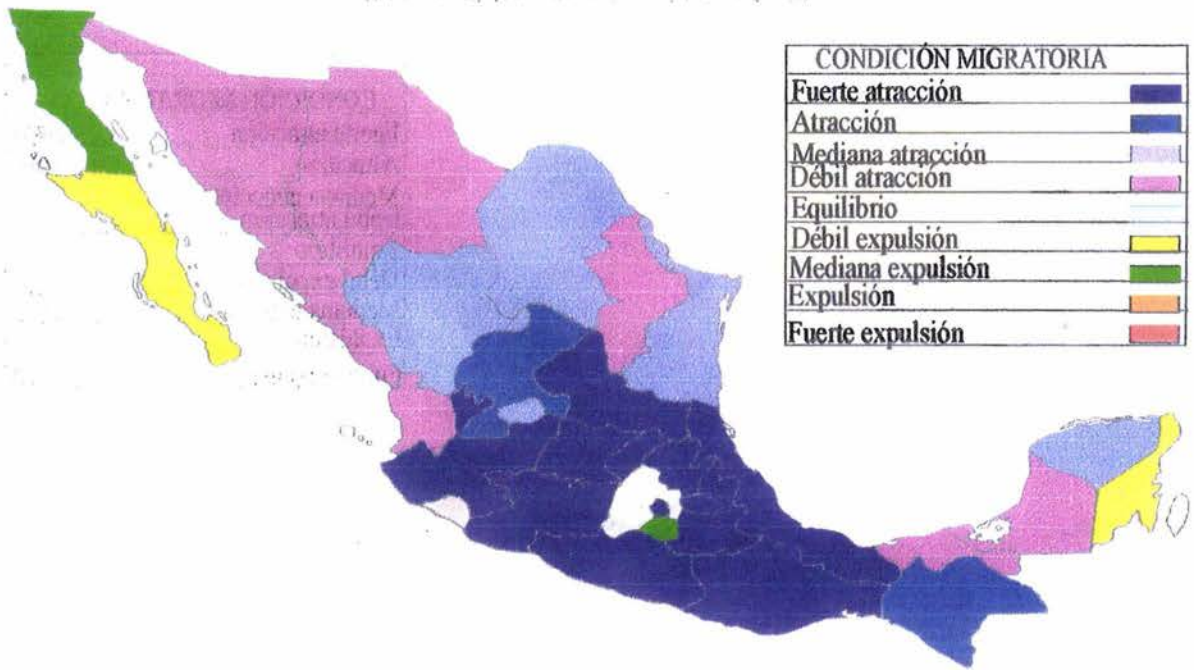 CONDICIÓN MIGRATORIA
Fuerte atracción
Atracción
Mediana atracción
Débil atracción
Equilibrio
Débil expulsión
Mediana expulsión
Expulsión
Fuerte expulsión